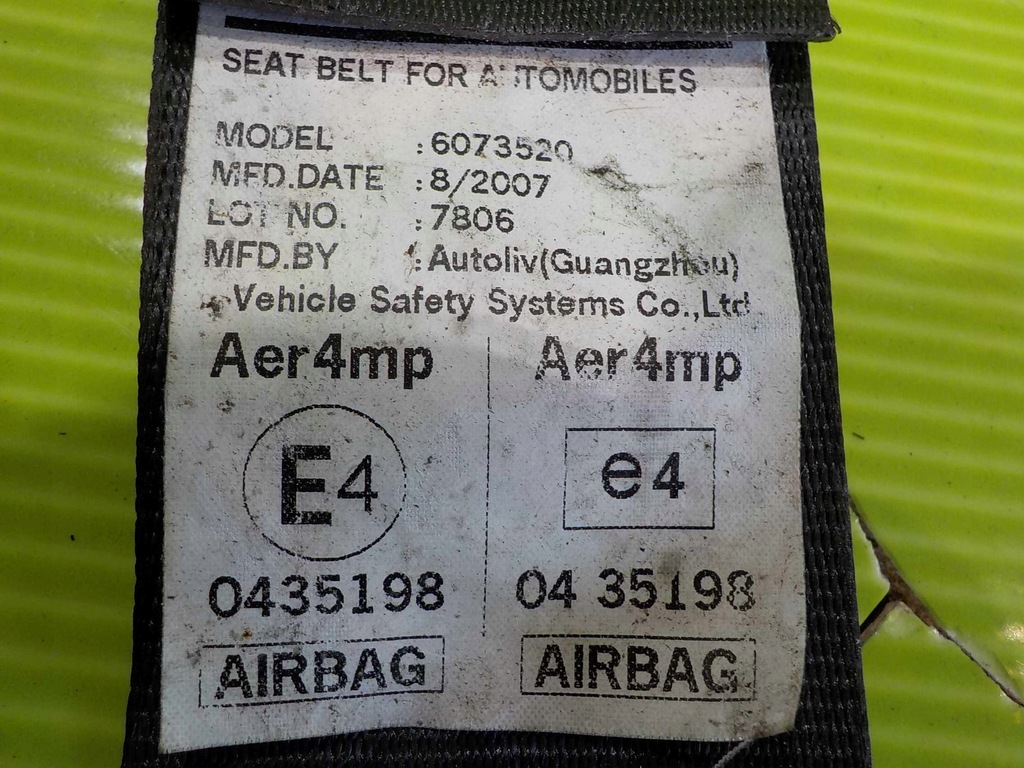 SEAT BELT FOR AUTOMOBILES
MODEL : 6073520
MFD.DATE : 8/2007
LOT NO. : 7806
MFD.BY : Autoliv(Guangzhou)
Vehicle Safety Systems Co.,Ltd
Aer4mp Aer4mp
E4 e4
0435198 04 35198
AIRBAG AIRBAG